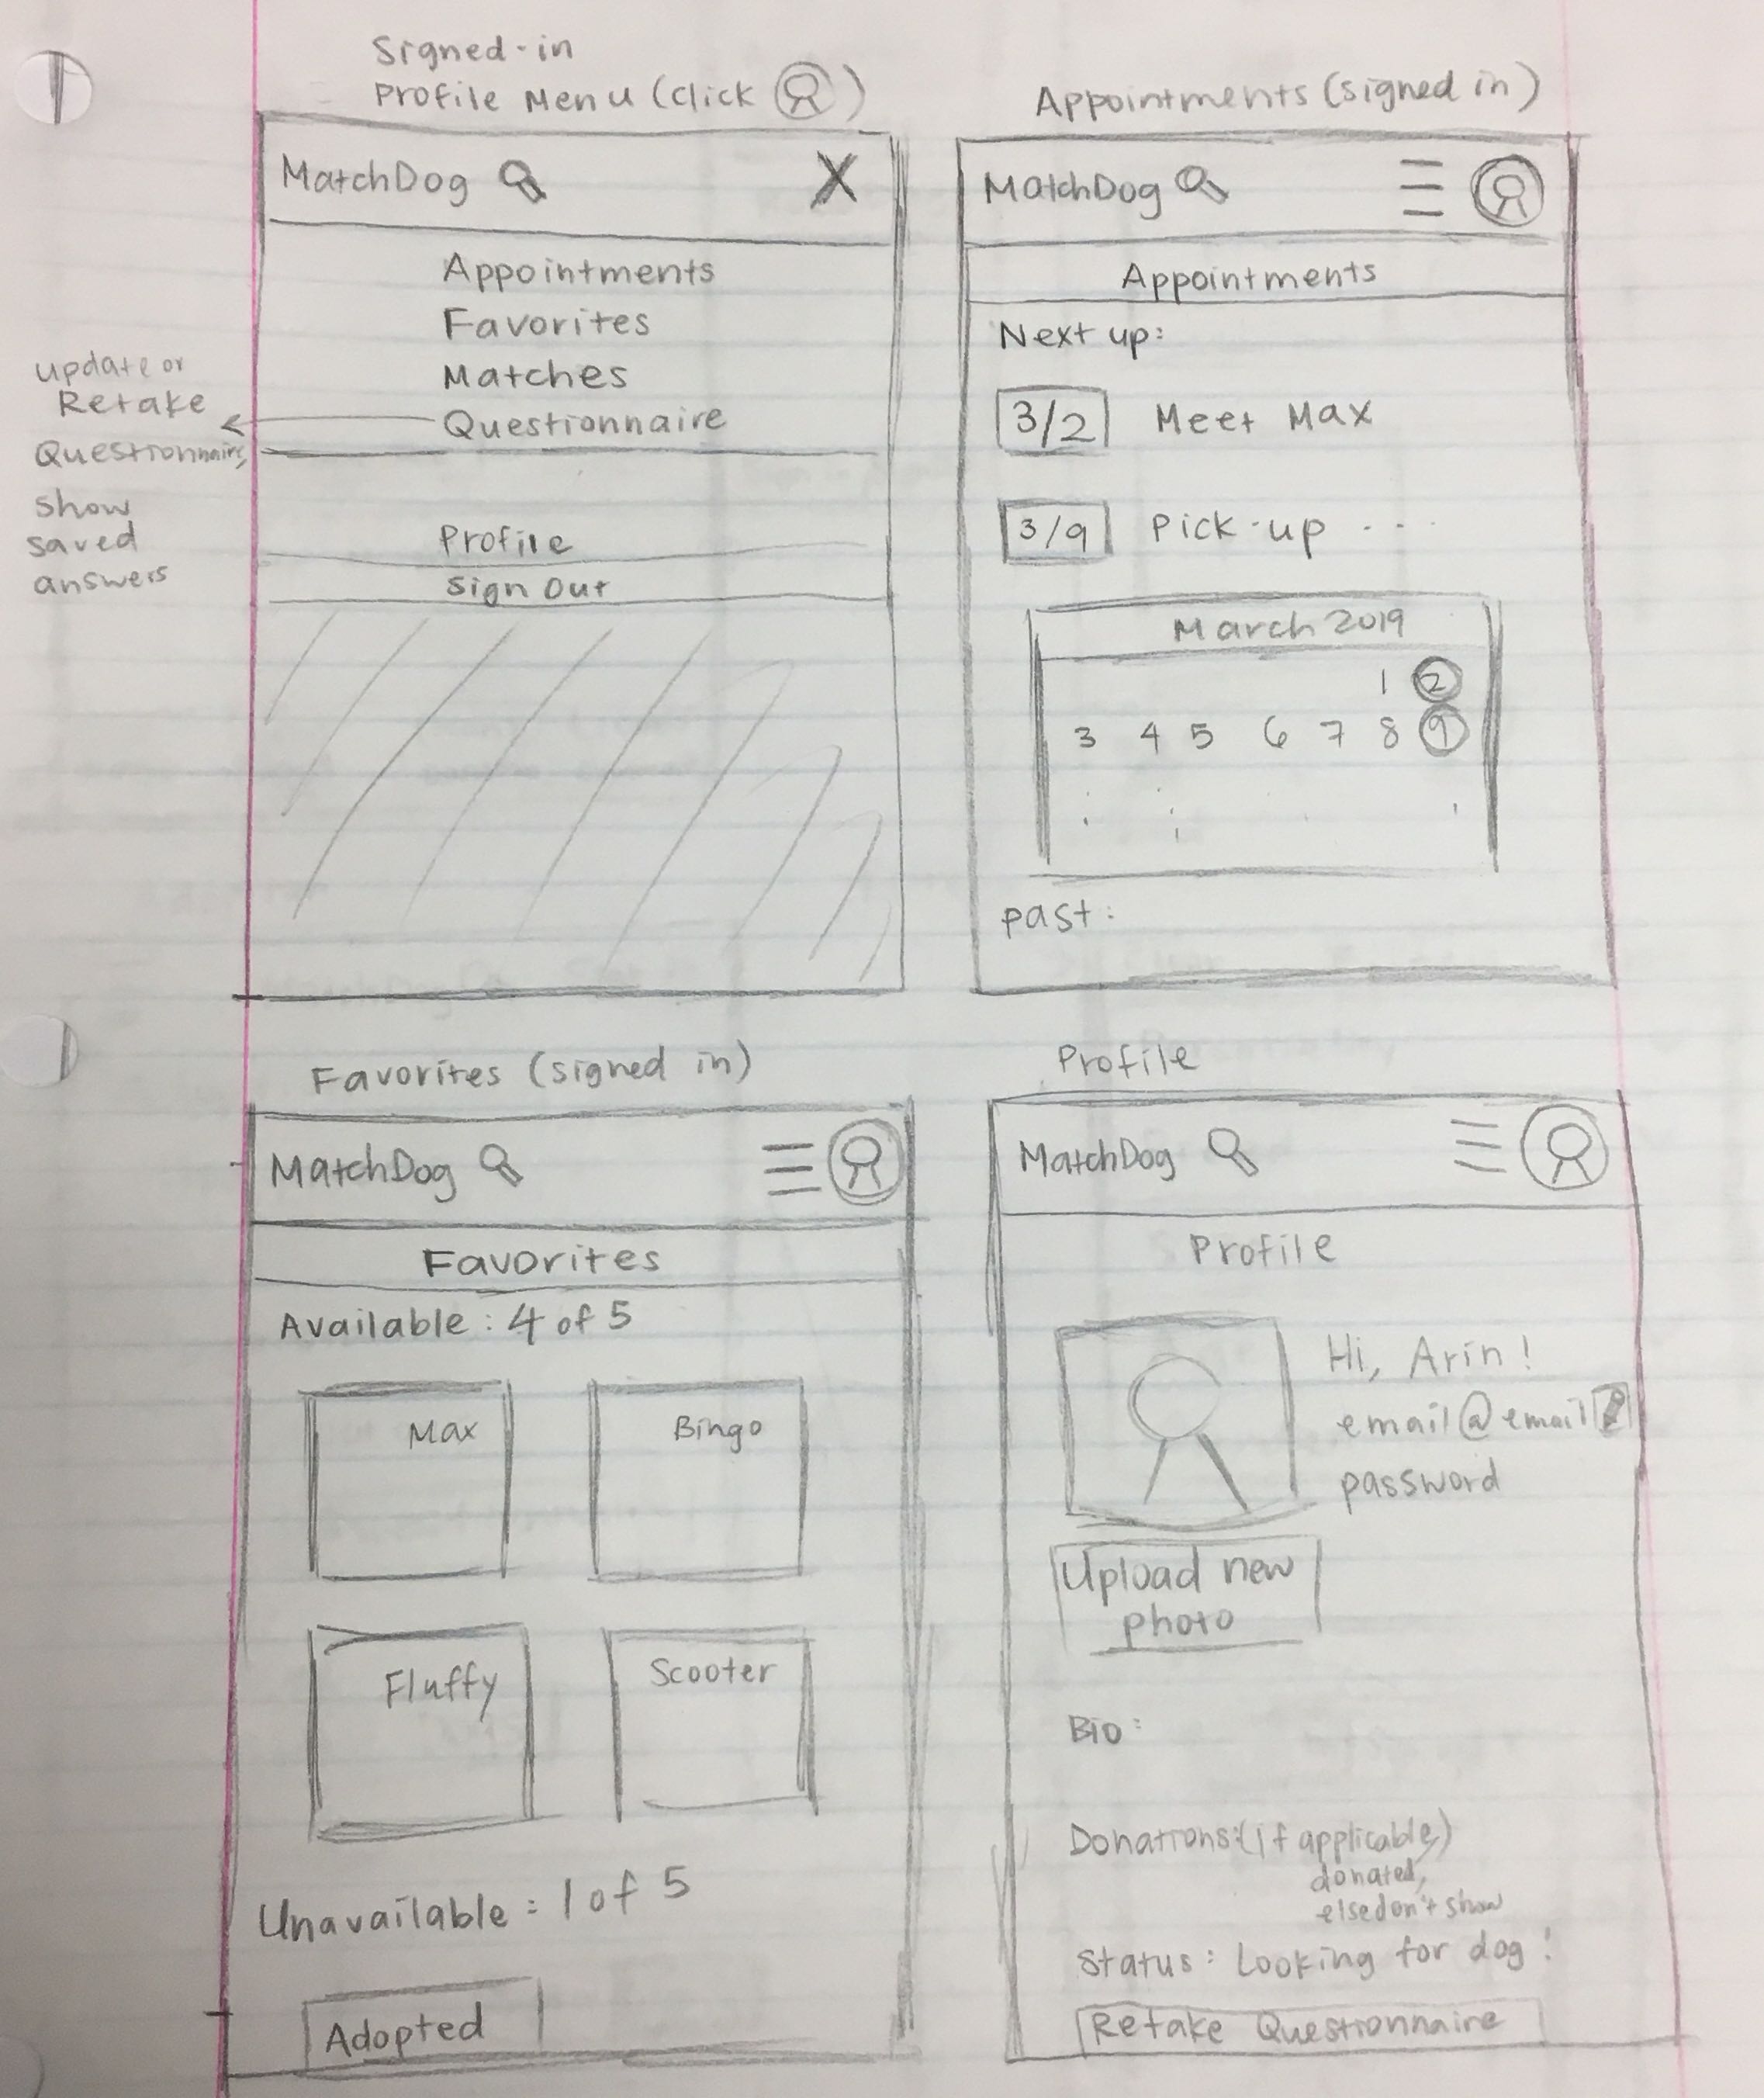 Signed-in
Profile Menu (click )
MatchDog
X
Appointments
Favorites
Matches
Questionnaire
Profile
Sign Out
update or
Retake
Questionnaire,
show
saved
answers
Appointments (signed in)
MatchDog
Appointments
Next up:
3/2 Meet Max
3/9 Pick-up ...
March 2019
1 2
3 4 5 6 7 8 9
past:
Favorites (signed in)
MatchDog
Favorites
Available: 4 of 5
Max Bingo
Fluffy Scooter
Unavailable: 1 of 5
Adopted
Profile
MatchDog
Profile
Hi, Arin!
email@email
password
Upload new
photo
Bio:
Donations: (if applicable)
donated,
else don't show
Status: Looking for dog!
Retake Questionnaire